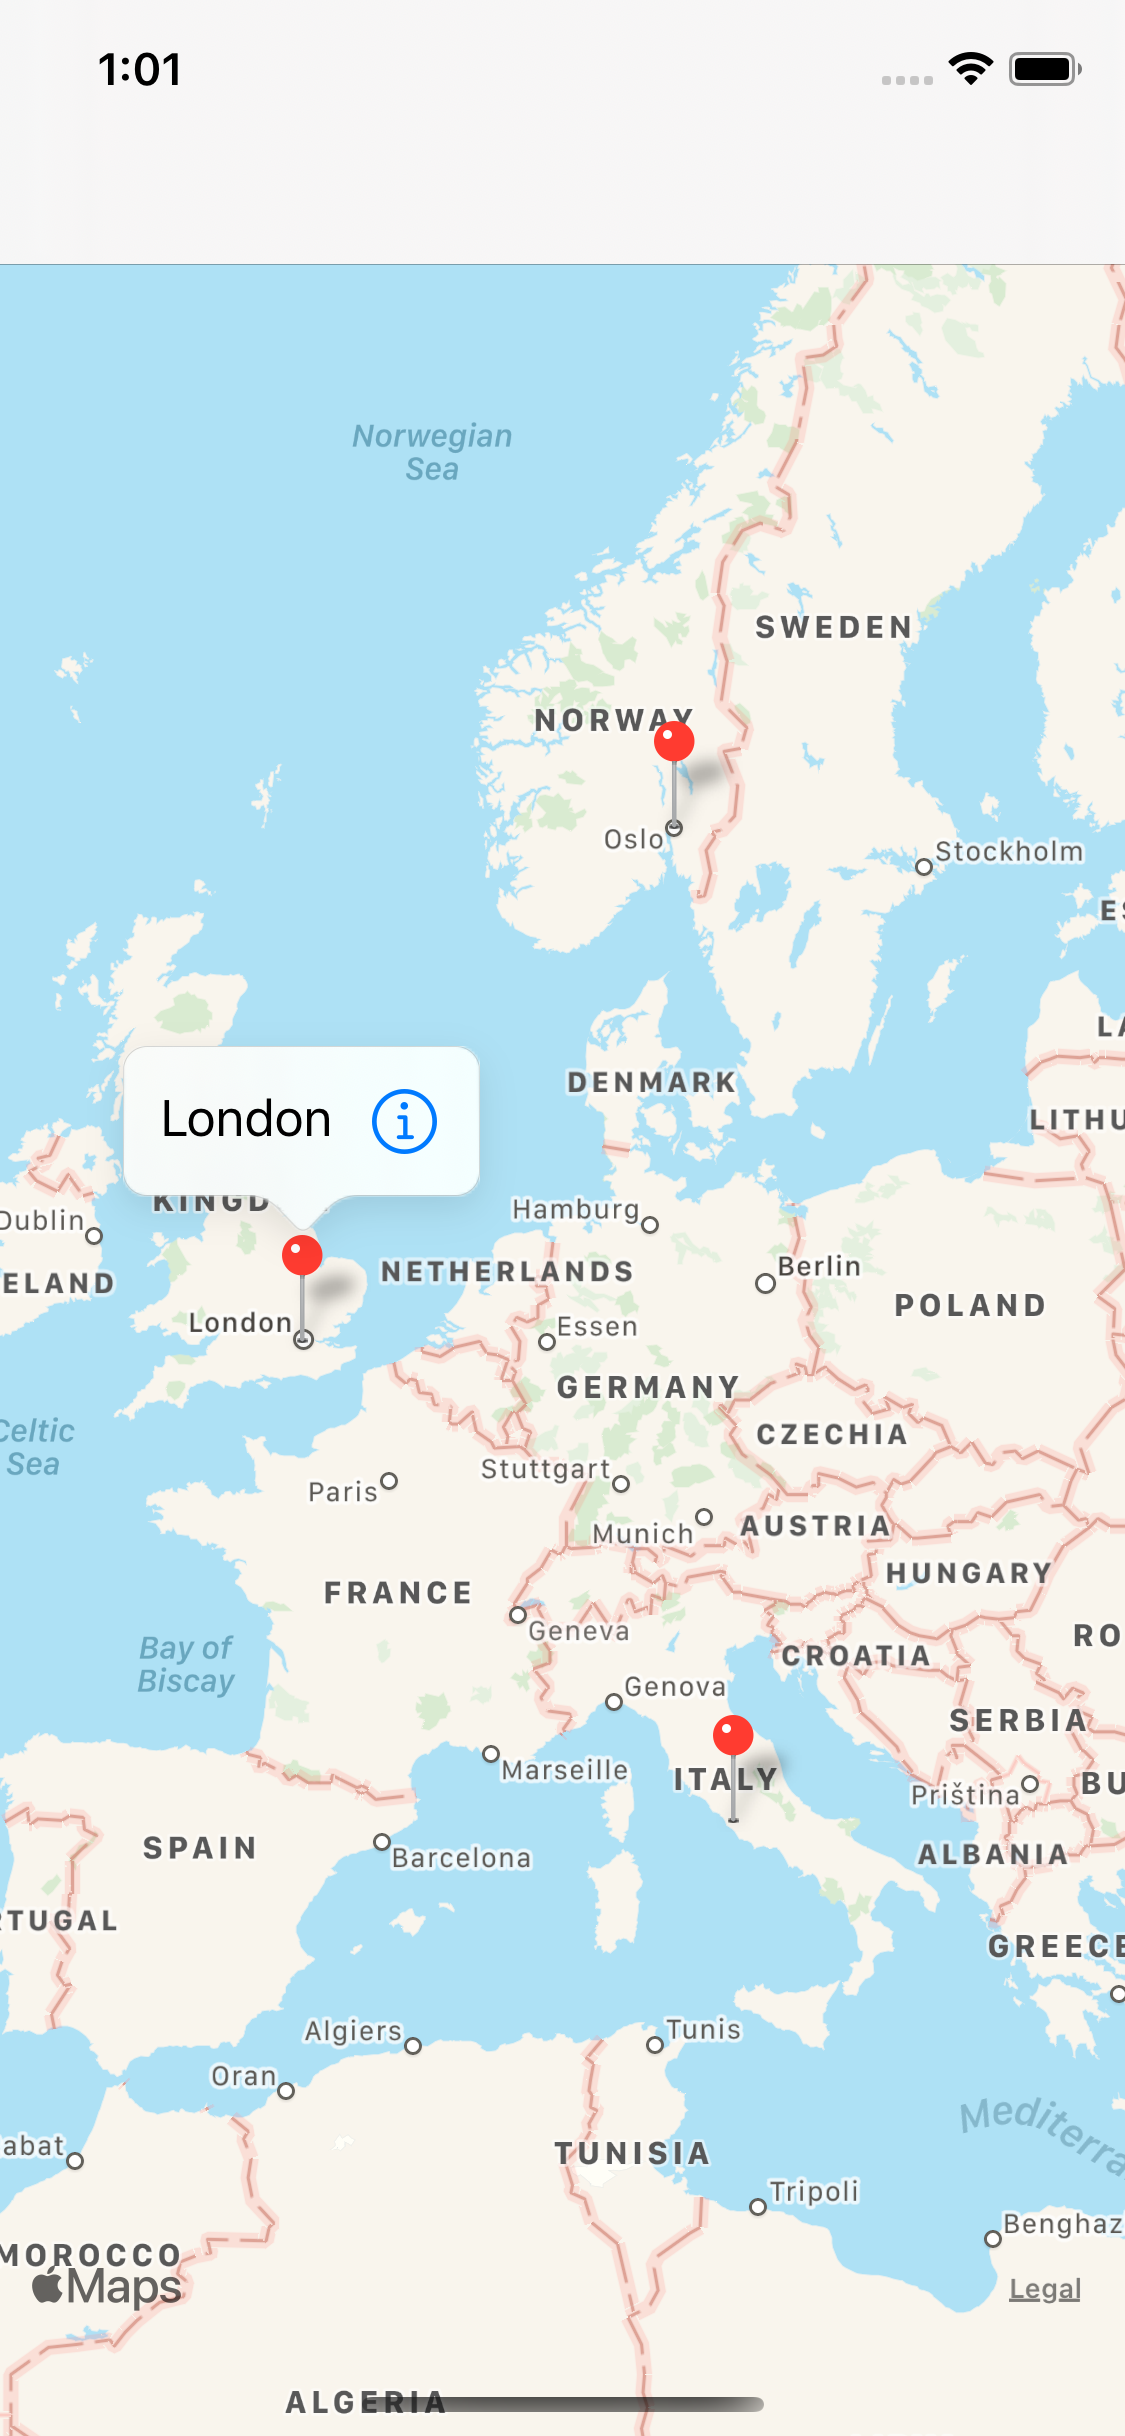 1:01
Norwegian
Sea
SWEDEN
NORWAY
Oslo
Stockholm
ES
LA
DENMARK
London
LITHU
KINGD
Dublin
Hamburg
ELAND
NETHERLANDS
Berlin
POLAND
London
Essen
GERMANY
Celtic
Sea
CZECHIA
Stuttgart
Paris
Munich
AUSTRIA
HUNGARY
FRANCE
Geneva
RO
Bay of
Biscay
CROATIA
Genova
SERBIA
Marseille
ITALY
Priština
BU
SPAIN
Barcelona
ALBANIA
RTUGAL
GREECE
Algiers
Tunis
Oran
Mediterra
abat
TUNISIA
Tripoli
Benghaz
MOROCCO
Maps
Legal
ALGERIA